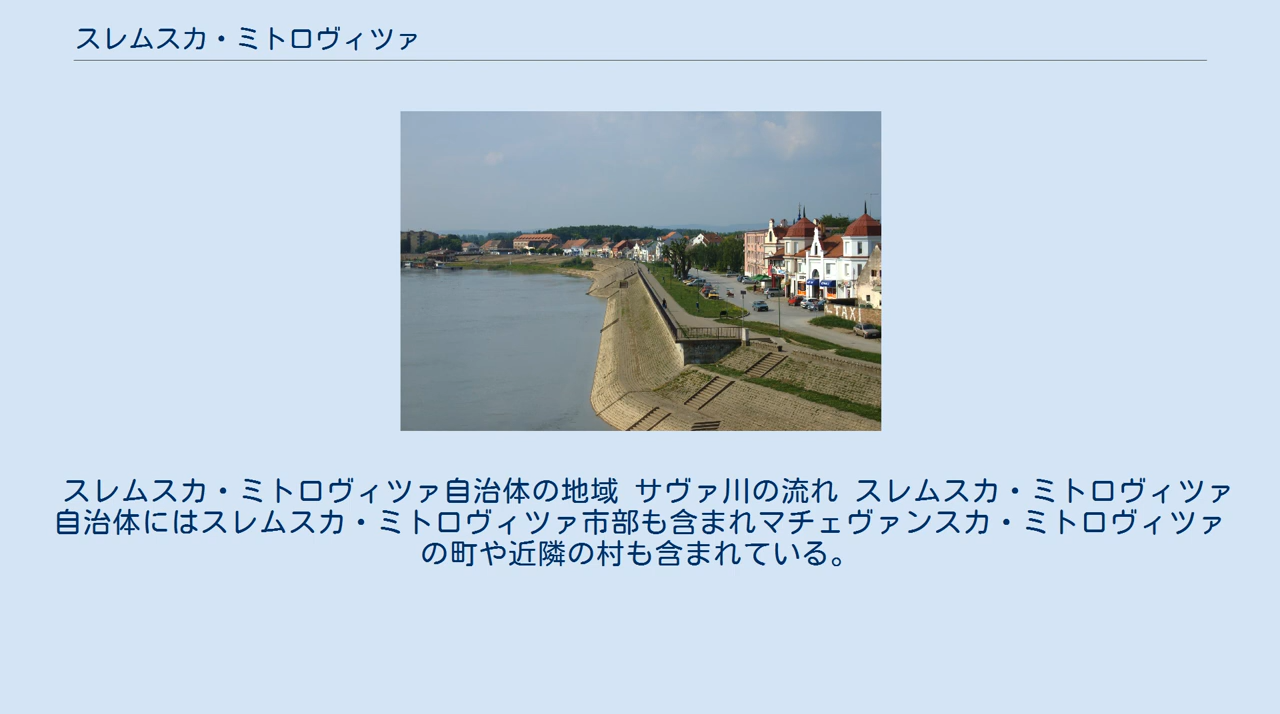 スレムスカ・ミトロヴィツァ
TAXI
スレムスカ・ミトロヴィツァ自治体の地域 サヴァ川の流れ スレムスカ・ミトロヴィツァ
自治体にはスレムスカ・ミトロヴィツァ市部も含まれマチェヴァンスカ・ミトロヴィツァ
の町や近隣の村も含まれている。